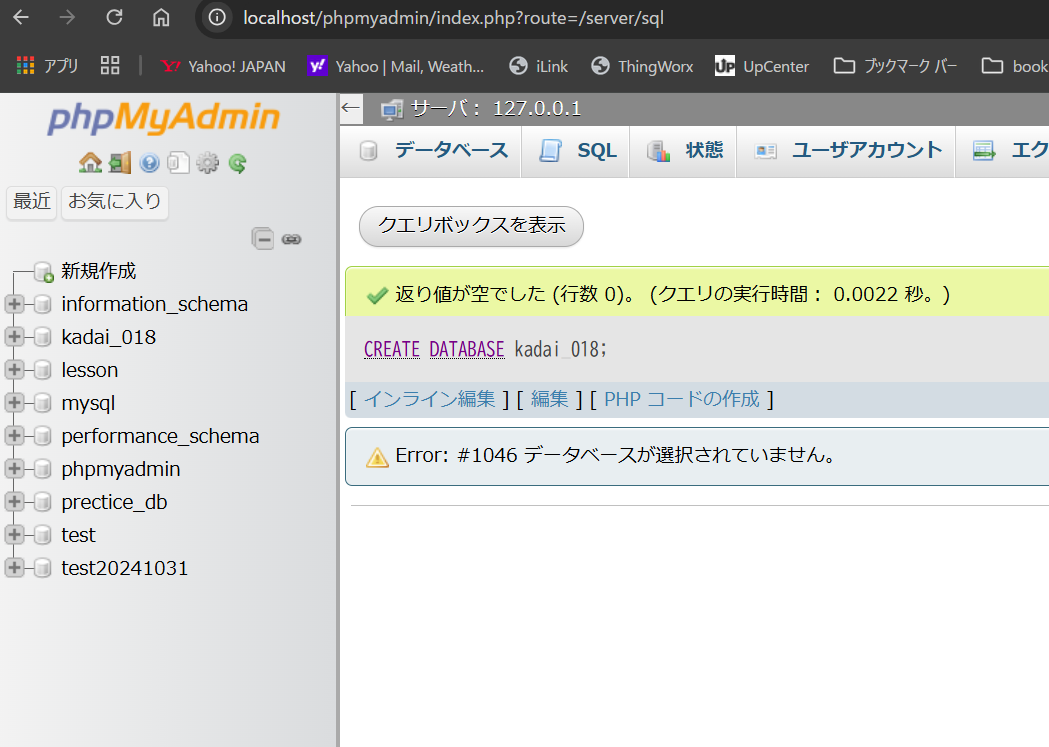 localhost/phpmyadmin/index.php?route=/server/sql
アプリ Yahoo! JAPAN Yahoo | Mail, Weath... iLink ThingWorx UpCenter ブックマーク バー book
phpMyAdmin
最近 お気に入り
新規作成
information_schema
kadai_018
lesson
mysql
performance_schema
phpmyadmin
prectice_db
test
test20241031
サーバ: 127.0.0.1
データベース SQL 状態 ユーザアカウント エク
クエリボックスを表示
返り値が空でした (行数 0)。 (クエリの実行時間: 0.0022 秒。)
CREATE DATABASE kadai_018;
[ インライン編集 ] [ 編集 ] [ PHP コードの作成 ]
Error: #1046 データベースが選択されていません。